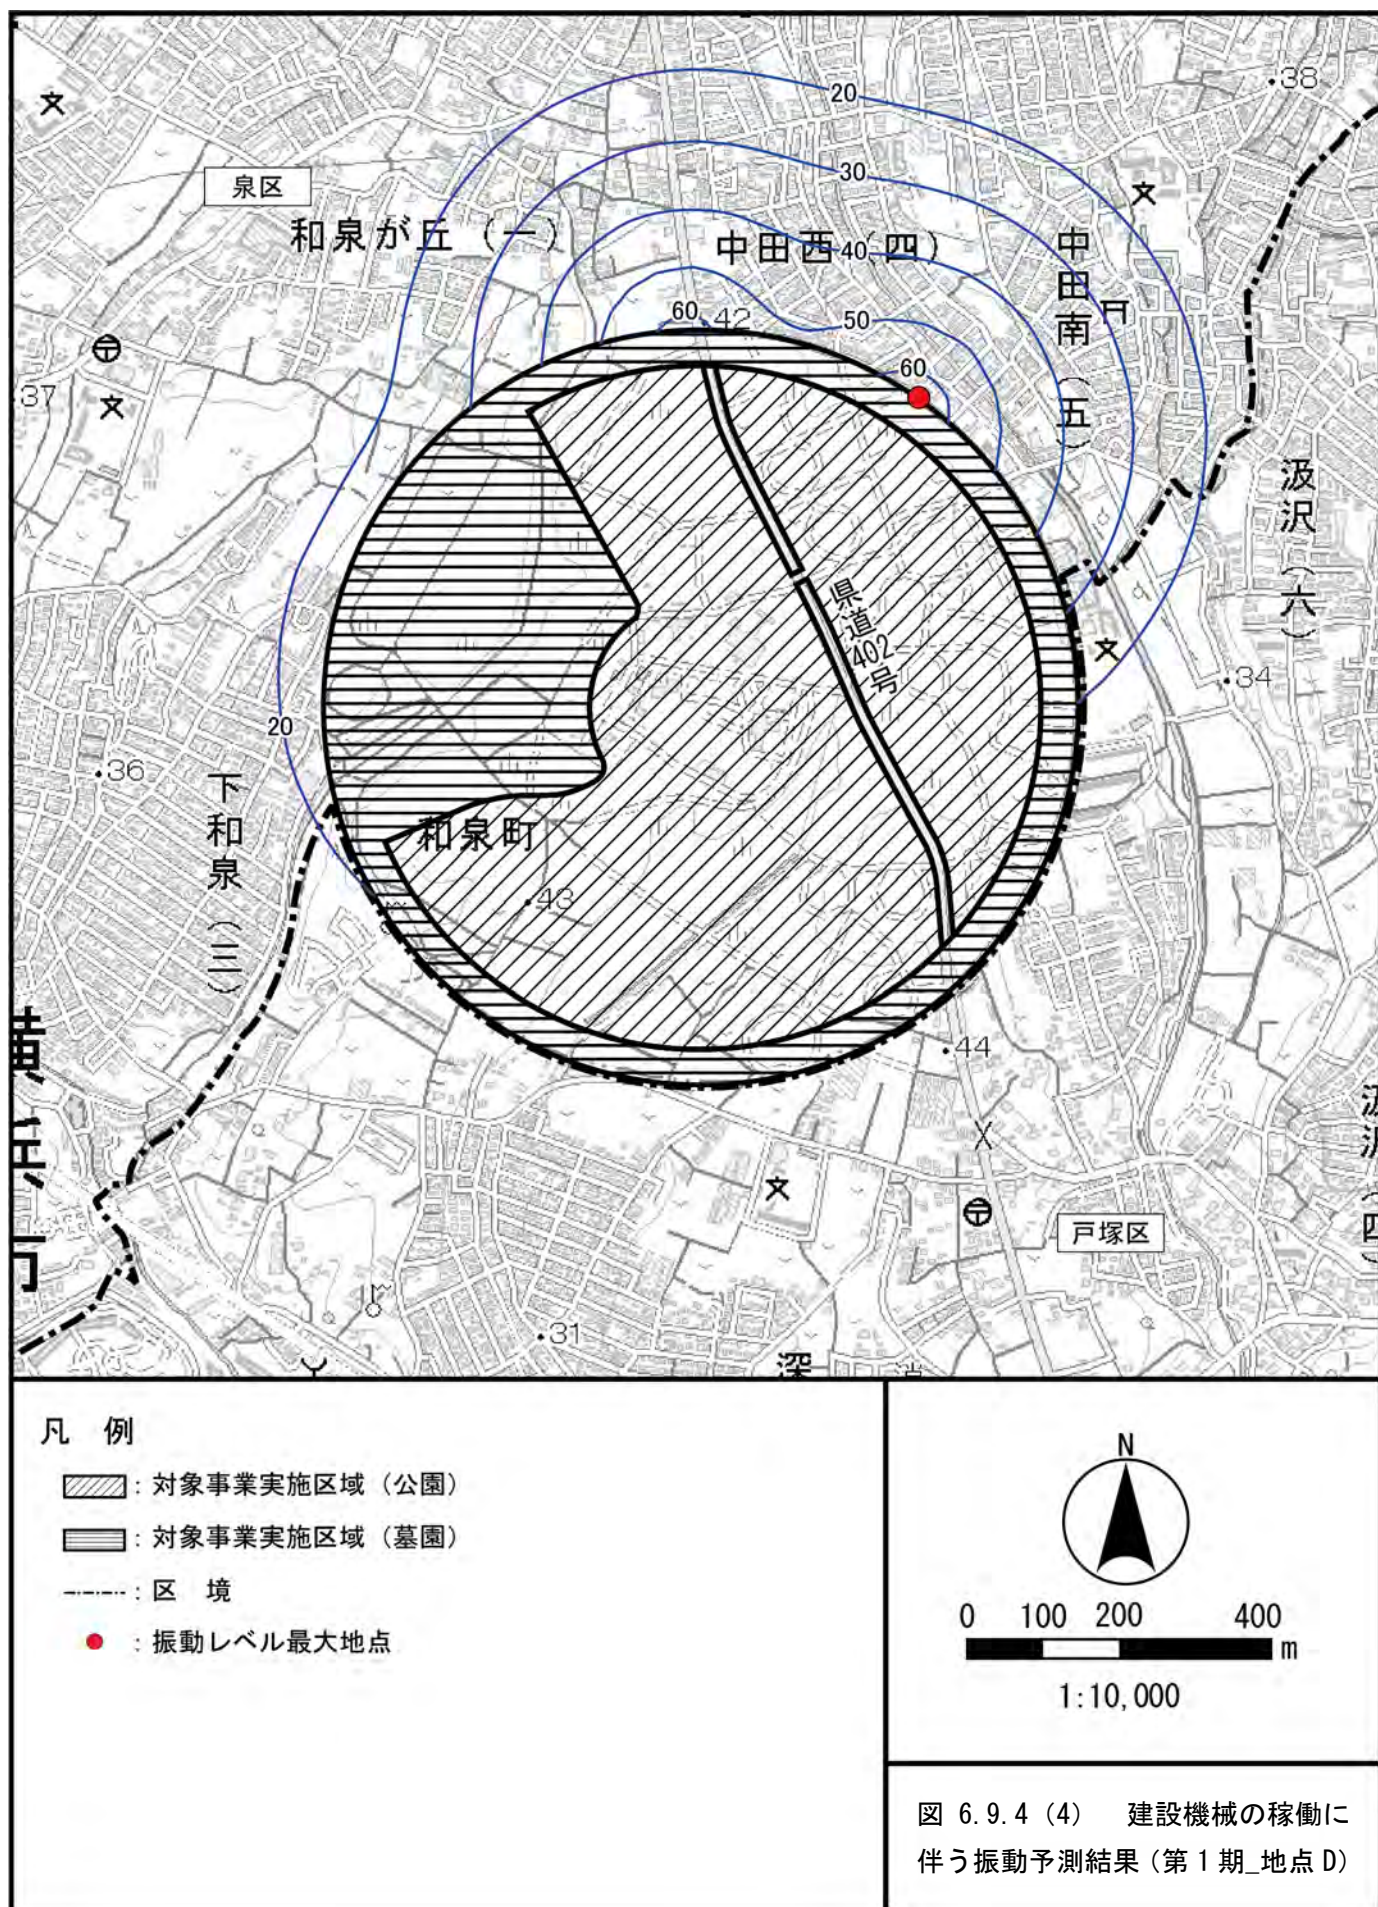 38
20
30
泉区
和泉が丘（一）
中田西（四）
40
中田南（五）
60
42
50
60
37
汲沢（六）
県道402号
34
20
36
下和泉（三）
和泉町
43
44
戸塚区
31
深
凡 例
：対象事業実施区域（公園）
：対象事業実施区域（墓園）
：区 境
：振動レベル最大地点
N
0 100 200 400
m
1:10,000
図 6.9.4（4） 建設機械の稼働に
伴う振動予測結果（第1期_地点D）